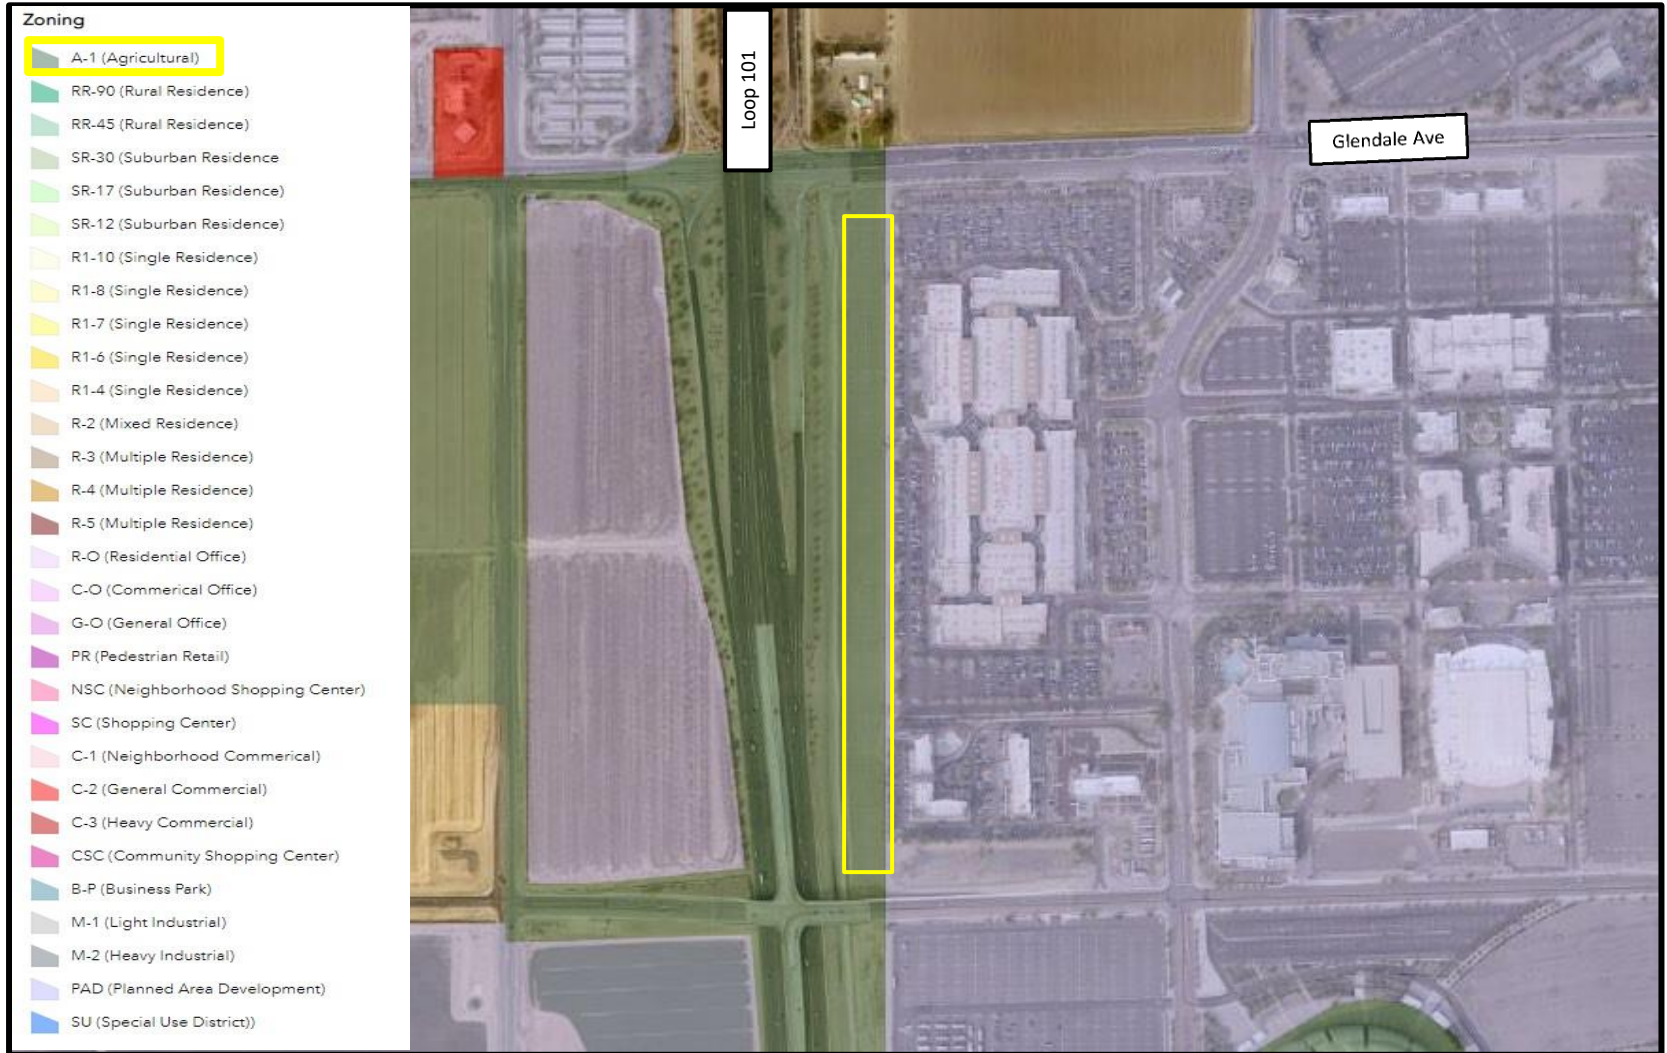 Zoning
A-1 (Agricultural)
RR-90 (Rural Residence)
RR-45 (Rural Residence)
SR-30 (Suburban Residence
SR-17 (Suburban Residence)
SR-12 (Suburban Residence)
R1-10 (Single Residence)
R1-8 (Single Residence)
R1-7 (Single Residence)
R1-6 (Single Residence)
R1-4 (Single Residence)
R-2 (Mixed Residence)
R-3 (Multiple Residence)
R-4 (Multiple Residence)
R-5 (Multiple Residence)
R-O (Residential Office)
C-O (Commerical Office)
G-O (General Office)
PR (Pedestrian Retail)
NSC (Neighborhood Shopping Center)
SC (Shopping Center)
C-1 (Neighborhood Commerical)
C-2 (General Commercial)
C-3 (Heavy Commercial)
CSC (Community Shopping Center)
B-P (Business Park)
M-1 (Light Industrial)
M-2 (Heavy Industrial)
PAD (Planned Area Development)
SU (Special Use District))
Loop 101
Glendale Ave